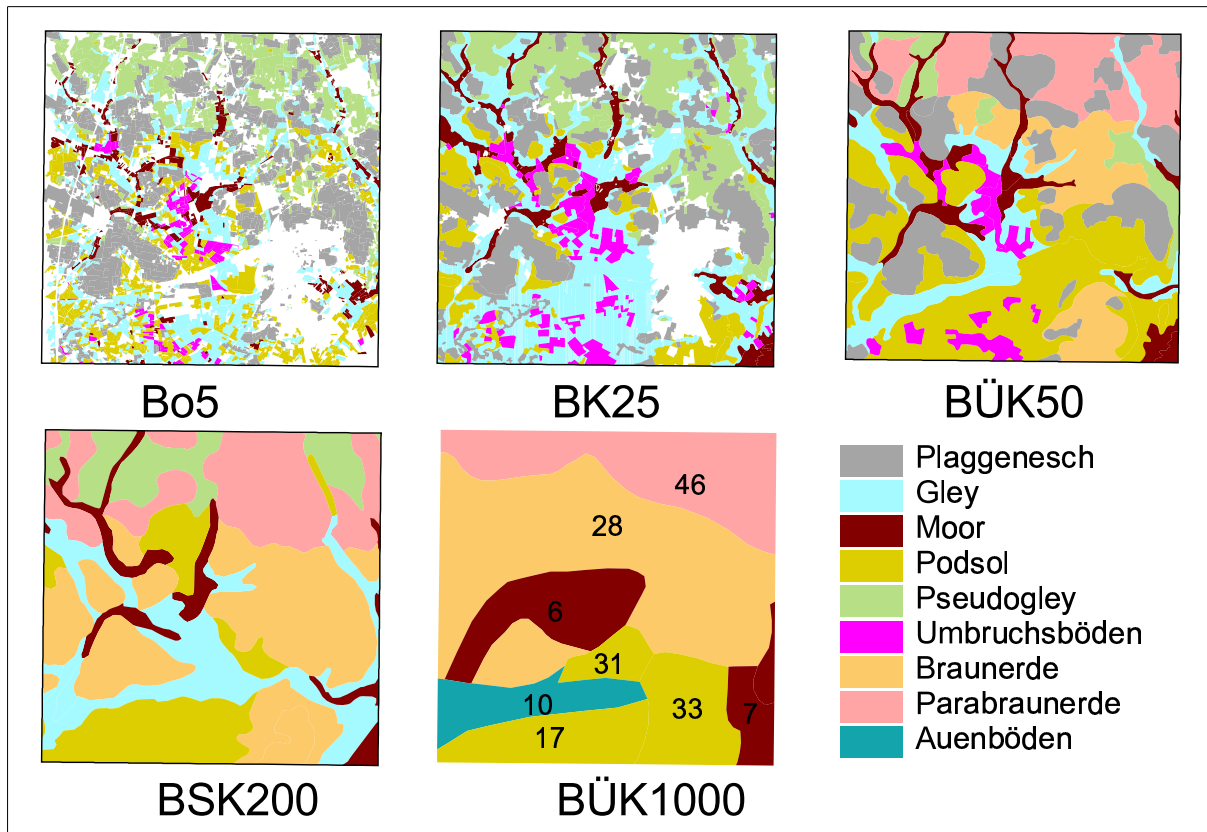 Bo5
BK25
BÜK50
Plaggenesch
Gley
Moor
Podsol
Pseudogley
Umbruchsböden
Braunerde
Parabraunerde
Auenböden
46
28
6
31
10
33
7
17
BSK200
BÜK1000